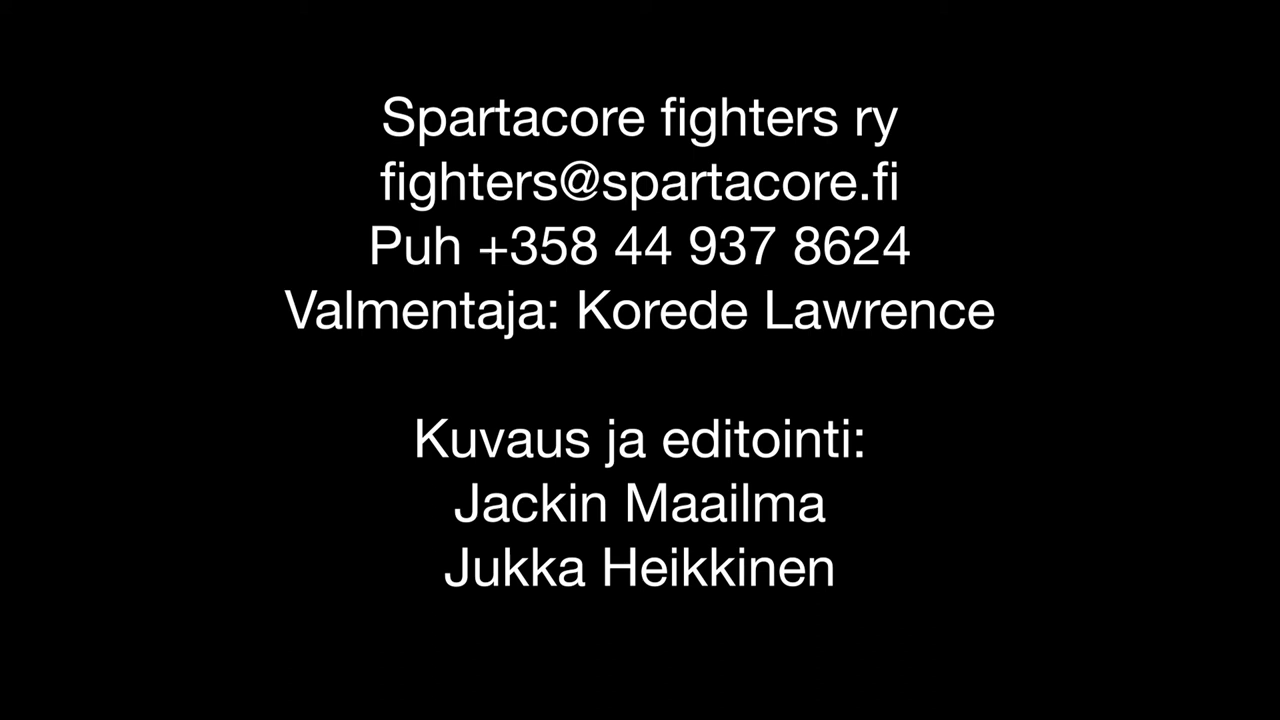 Spartacore fighters ry
fighters@spartacore.fi
Puh +358 44 937 8624
Valmentaja: Korede Lawrence
Kuvaus ja editointi:
Jackin Maailma
Jukka Heikkinen